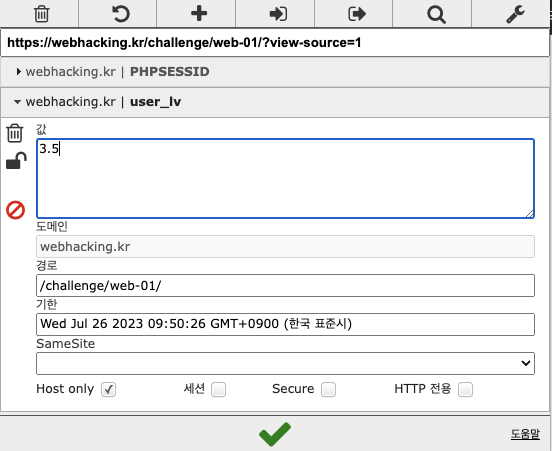 https://webhacking.kr/challenge/web-01/?view-source=1
webhacking.kr | PHPSESSID
webhacking.kr | user_lv
값
3.5
도메인
webhacking.kr
경로
/challenge/web-01/
기한
Wed Jul 26 2023 09:50:26 GMT+0900 (한국 표준시)
SameSite
Host only 세션 Secure HTTP 전용
도움말